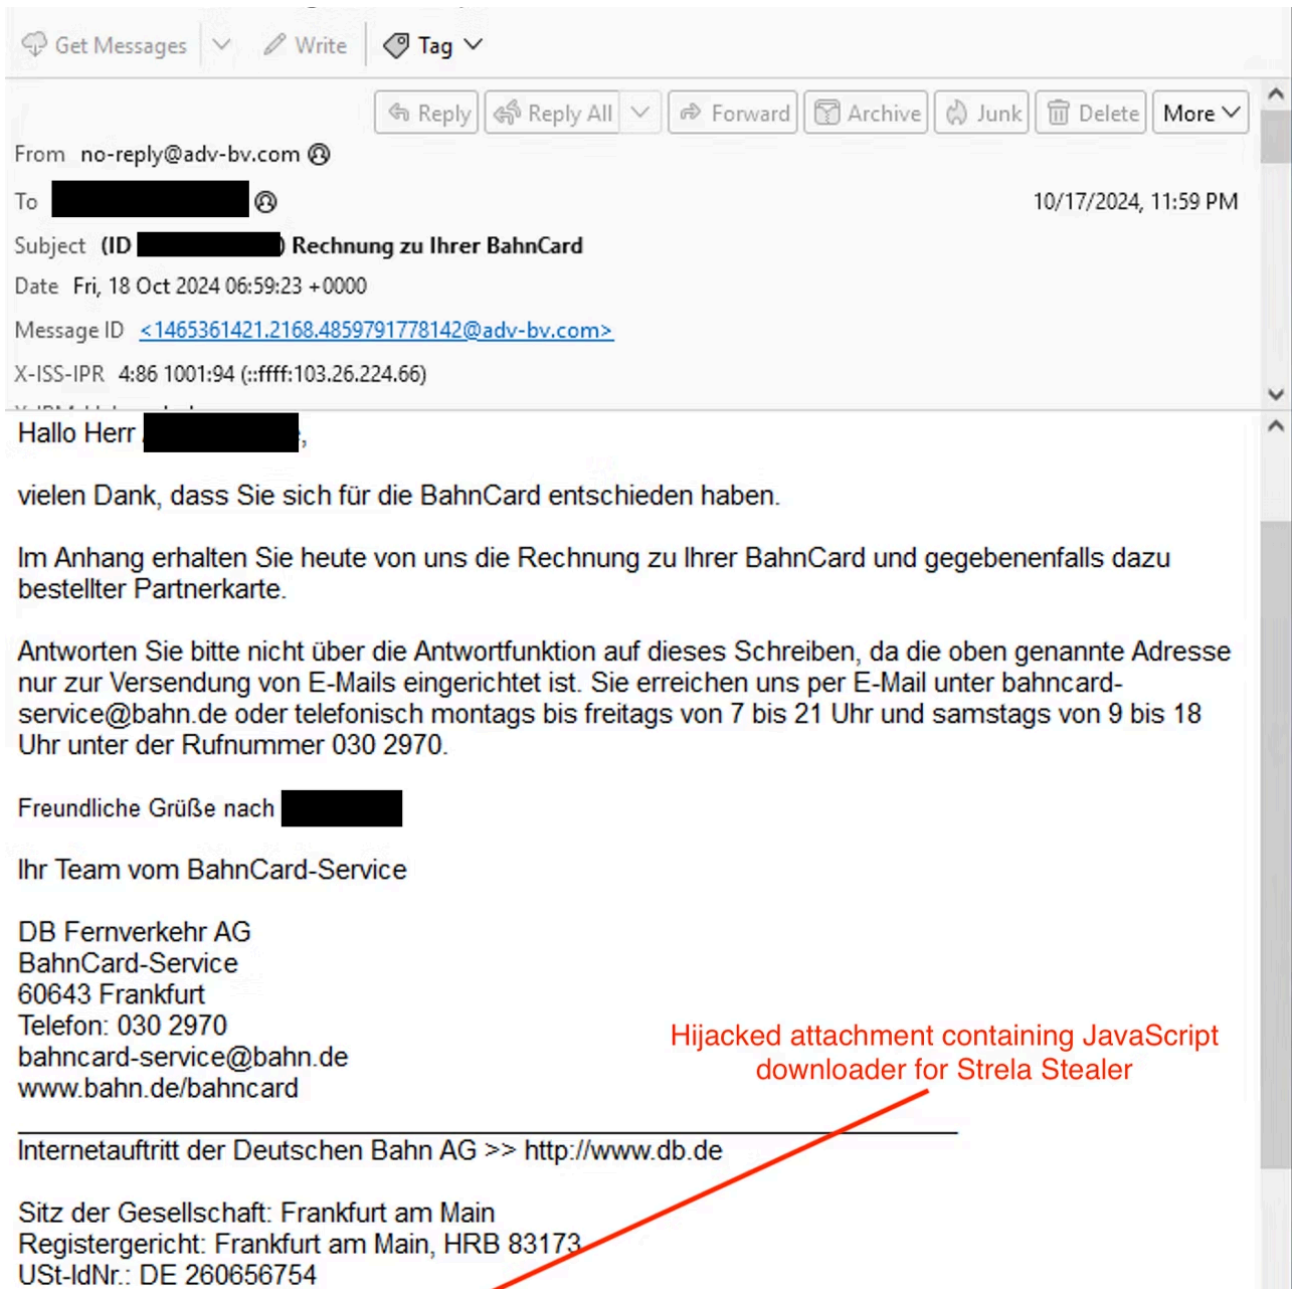 Get Messages Write Tag
Reply Reply All Forward Archive Junk Delete More
From no-reply@adv-bv.com
To
10/17/2024, 11:59 PM
Subject (ID ) Rechnung zu Ihrer BahnCard
Date Fri, 18 Oct 2024 06:59:23 +0000
Message ID <1465361421.2168.4859791778142@adv-bv.com>
X-ISS-IPR 4:86 1001:94 (::ffff:103.26.224.66)
Hallo Herr ,
vielen Dank, dass Sie sich für die BahnCard entschieden haben.
Im Anhang erhalten Sie heute von uns die Rechnung zu Ihrer BahnCard und gegebenenfalls dazu
bestellter Partnerkarte.
Antworten Sie bitte nicht über die Antwortfunktion auf dieses Schreiben, da die oben genannte Adresse
nur zur Versendung von E-Mails eingerichtet ist. Sie erreichen uns per E-Mail unter bahncard-
service@bahn.de oder telefonisch montags bis freitags von 7 bis 21 Uhr und samstags von 9 bis 18
Uhr unter der Rufnummer 030 2970.
Freundliche Grüße nach
Ihr Team vom BahnCard-Service
DB Fernverkehr AG
BahnCard-Service
60643 Frankfurt
Telefon: 030 2970
bahncard-service@bahn.de
www.bahn.de/bahncard
Hijacked attachment containing JavaScript
downloader for Strela Stealer
Internetauftritt der Deutschen Bahn AG >> http://www.db.de
Sitz der Gesellschaft: Frankfurt am Main
Registergericht: Frankfurt am Main, HRB 83173
USt-IdNr.: DE 260656754